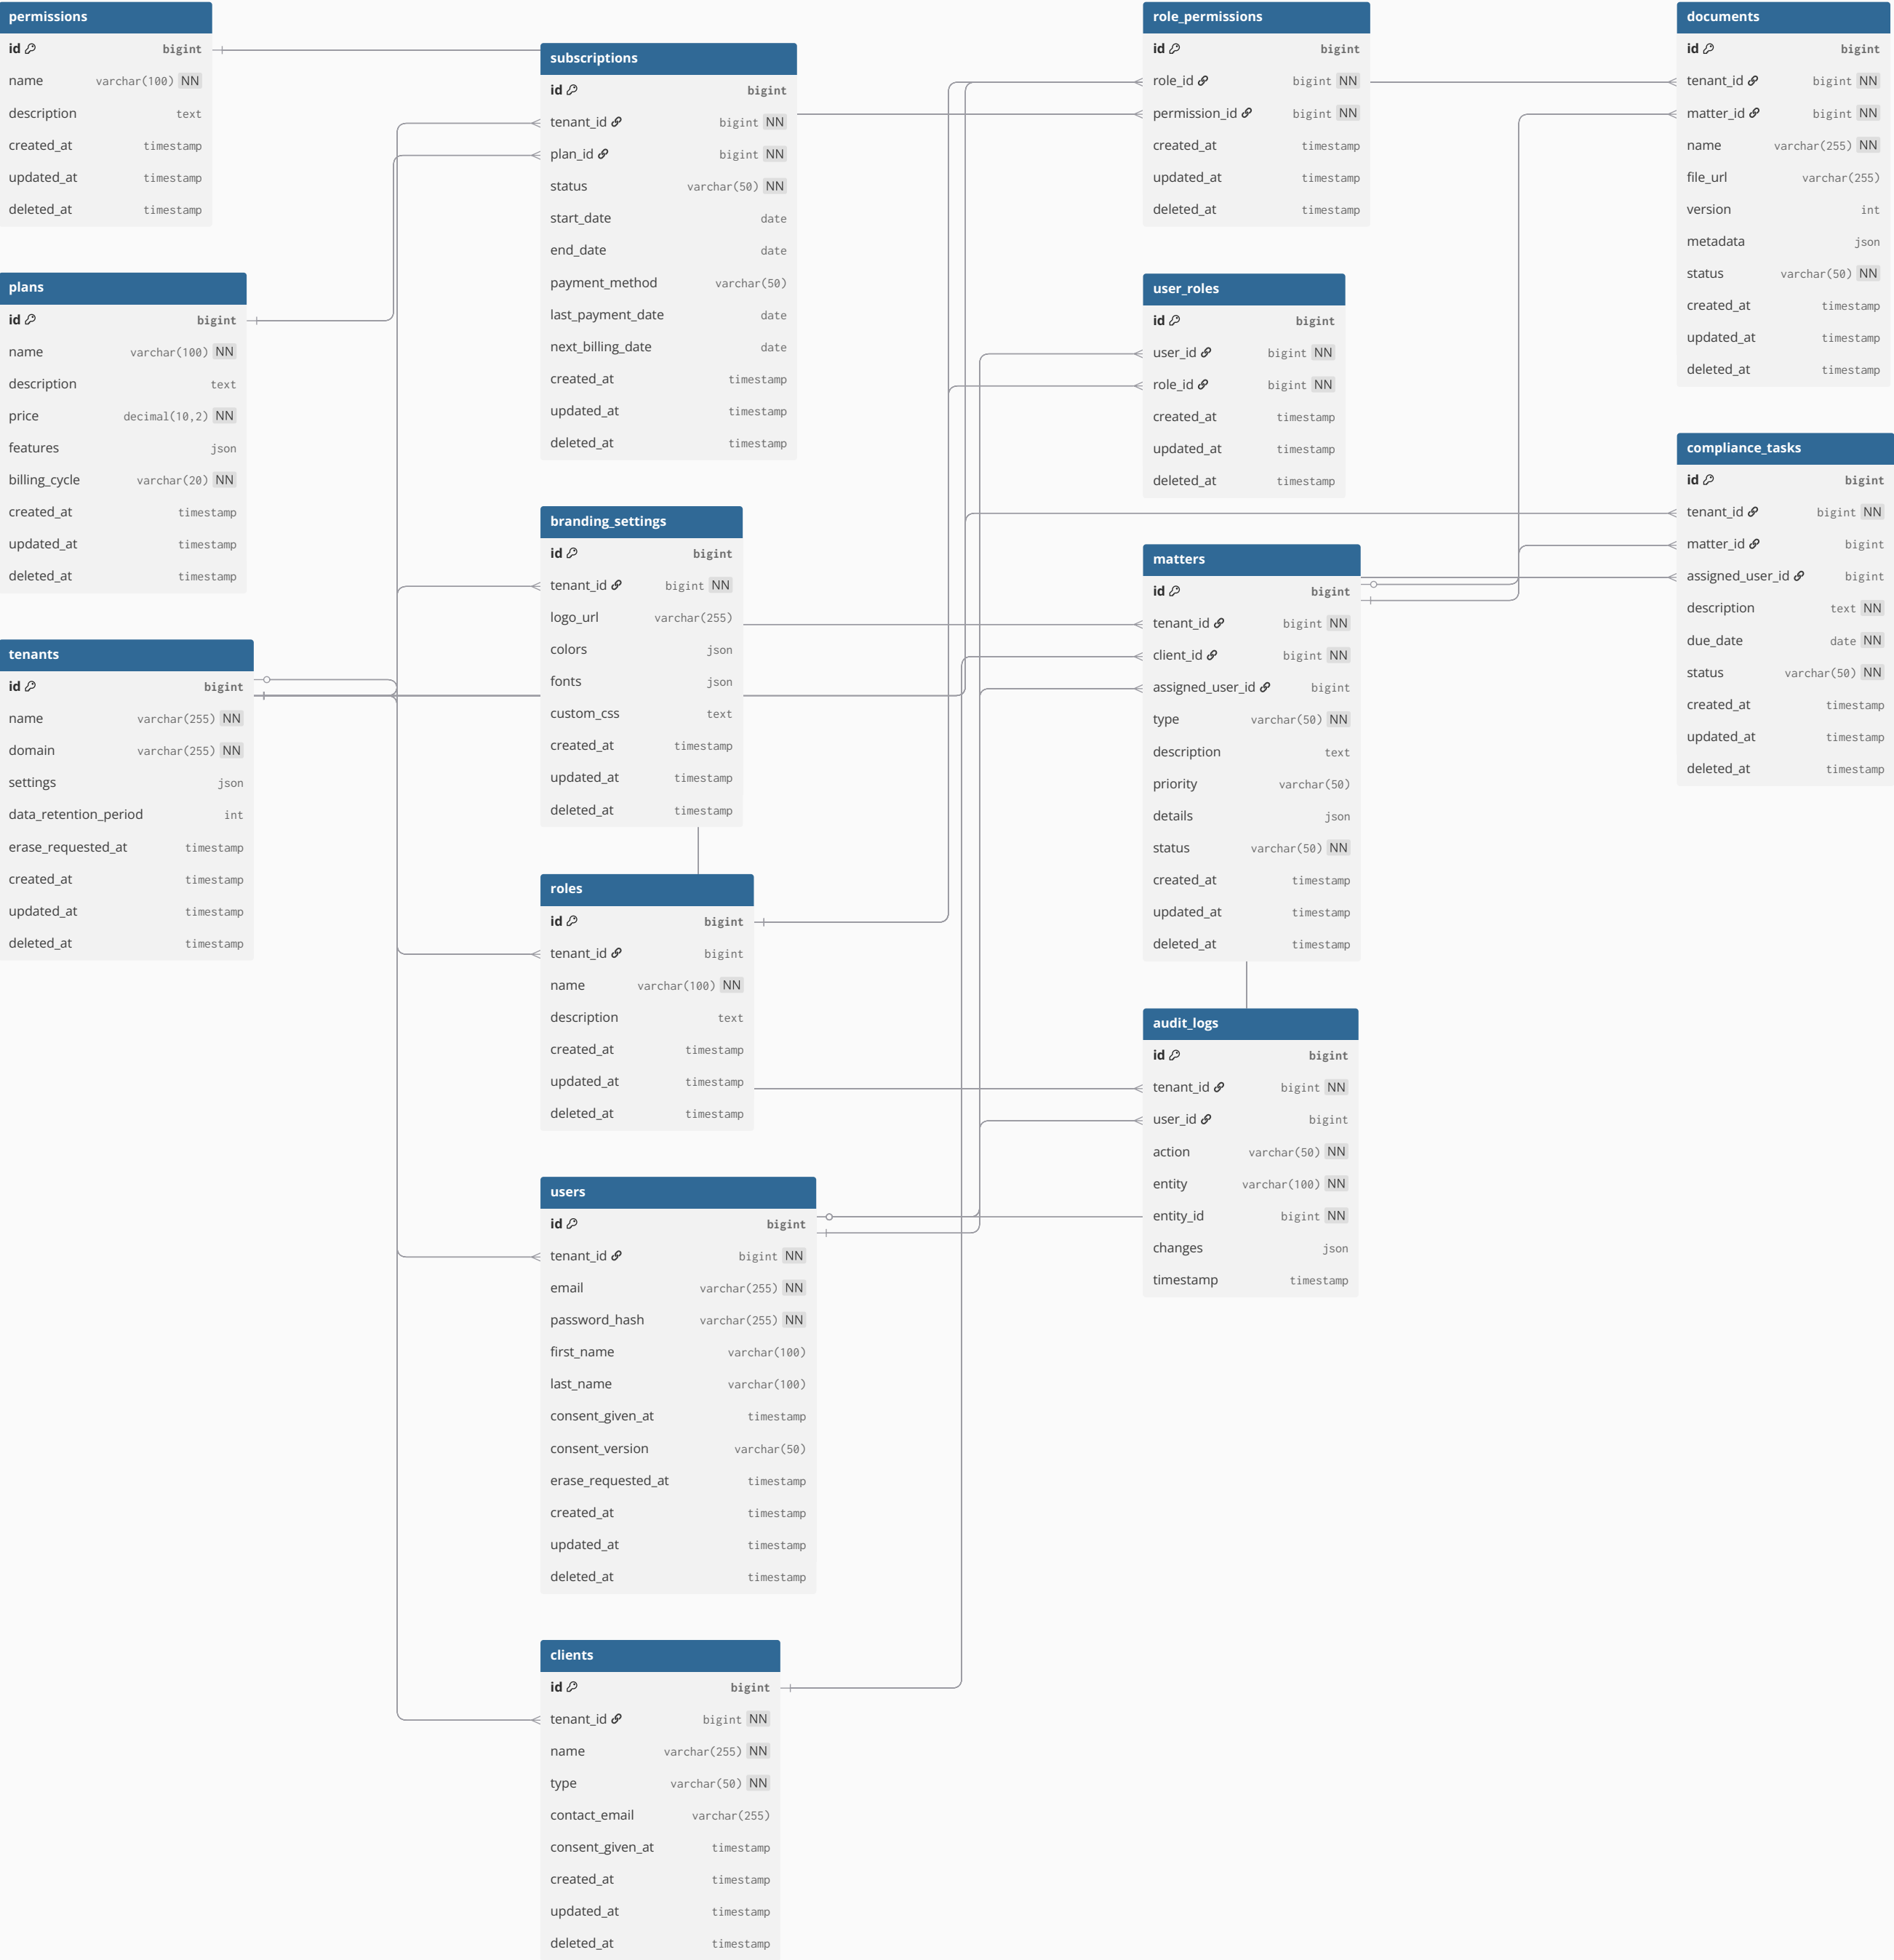 permissions
id bigint
name varchar(100) NN
description text
created_at timestamp
updated_at timestamp
deleted_at timestamp
plans
id bigint
name varchar(100) NN
description text
price decimal(10,2) NN
features json
billing_cycle varchar(20) NN
created_at timestamp
updated_at timestamp
deleted_at timestamp
tenants
id bigint
name varchar(255) NN
domain varchar(255) NN
settings json
data_retention_period int
erase_requested_at timestamp
created_at timestamp
updated_at timestamp
deleted_at timestamp
subscriptions
id bigint
tenant_id bigint NN
plan_id bigint NN
status varchar(50) NN
start_date date
end_date date
payment_method varchar(50)
last_payment_date date
next_billing_date date
created_at timestamp
updated_at timestamp
deleted_at timestamp
branding_settings
id bigint
tenant_id bigint NN
logo_url varchar(255)
colors json
fonts json
custom_css text
created_at timestamp
updated_at timestamp
deleted_at timestamp
roles
id bigint
tenant_id bigint
name varchar(100) NN
description text
created_at timestamp
updated_at timestamp
deleted_at timestamp
users
id bigint
tenant_id bigint NN
email varchar(255) NN
password_hash varchar(255) NN
first_name varchar(100)
last_name varchar(100)
consent_given_at timestamp
consent_version varchar(50)
erase_requested_at timestamp
created_at timestamp
updated_at timestamp
deleted_at timestamp
clients
id bigint
tenant_id bigint NN
name varchar(255) NN
type varchar(50) NN
contact_email varchar(255)
consent_given_at timestamp
created_at timestamp
updated_at timestamp
deleted_at timestamp
role_permissions
id bigint
role_id bigint NN
permission_id bigint NN
created_at timestamp
updated_at timestamp
deleted_at timestamp
user_roles
id bigint
user_id bigint NN
role_id bigint NN
created_at timestamp
updated_at timestamp
deleted_at timestamp
matters
id bigint
tenant_id bigint NN
client_id bigint NN
assigned_user_id bigint
type varchar(50) NN
description text
priority varchar(50)
details json
status varchar(50) NN
created_at timestamp
updated_at timestamp
deleted_at timestamp
audit_logs
id bigint
tenant_id bigint NN
user_id bigint
action varchar(50) NN
entity varchar(100) NN
entity_id bigint NN
changes json
timestamp timestamp
documents
id bigint
tenant_id bigint NN
matter_id bigint NN
name varchar(255) NN
file_url varchar(255)
version int
metadata json
status varchar(50) NN
created_at timestamp
updated_at timestamp
deleted_at timestamp
compliance_tasks
id bigint
tenant_id bigint NN
matter_id bigint
assigned_user_id bigint
description text NN
due_date date NN
status varchar(50) NN
created_at timestamp
updated_at timestamp
deleted_at timestamp